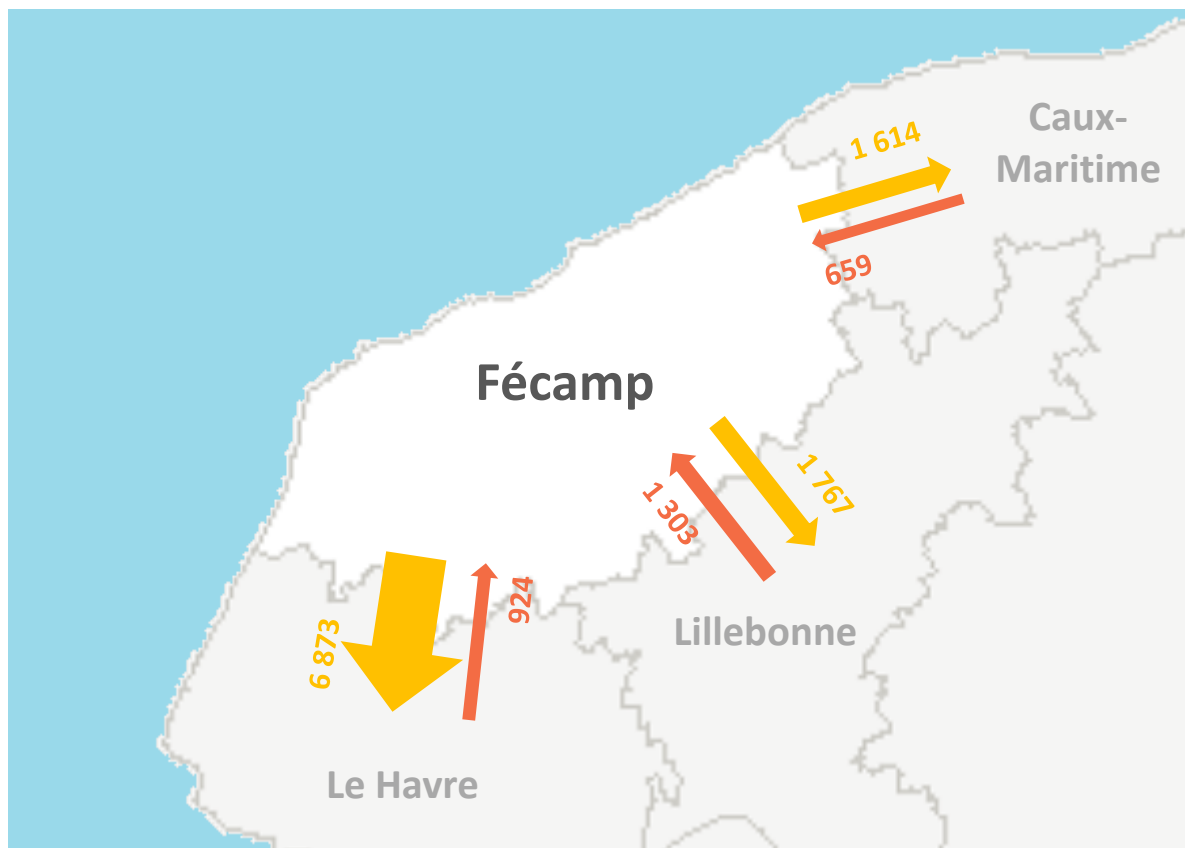 Caux-
Maritime
1 614
659
Fécamp
1 767
1 303
924
6 873
Lillebonne
Le Havre